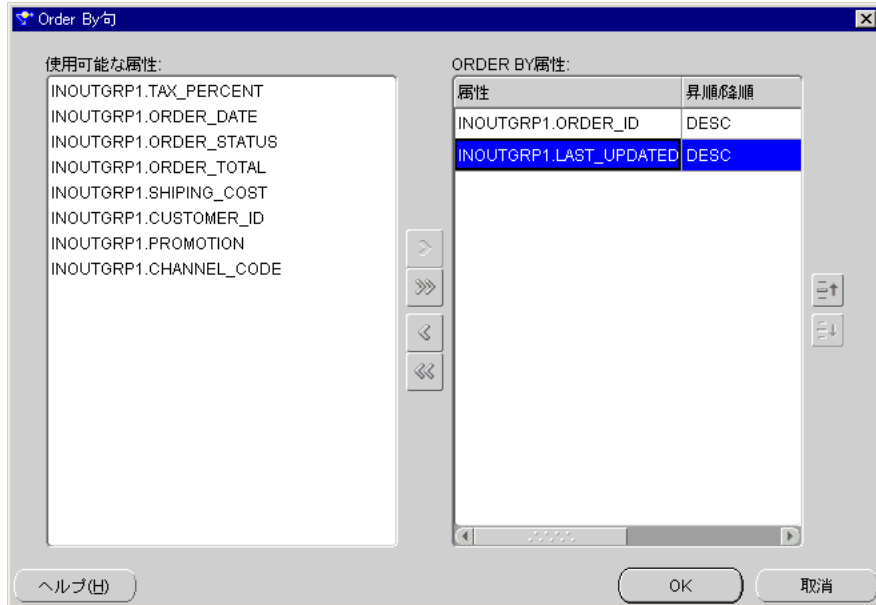 Order By句
使用可能な属性:
INOUTGRP1.TAX_PERCENT
INOUTGRP1.ORDER_DATE
INOUTGRP1.ORDER_STATUS
INOUTGRP1.ORDER_TOTAL
INOUTGRP1.SHIPING_COST
INOUTGRP1.CUSTOMER_ID
INOUTGRP1.PROMOTION
INOUTGRP1.CHANNEL_CODE
ORDER BY属性:
属性 昇順/降順
INOUTGRP1.ORDER_ID DESC
INOUTGRP1.LAST_UPDATED DESC
ヘルプ(H) OK 取消